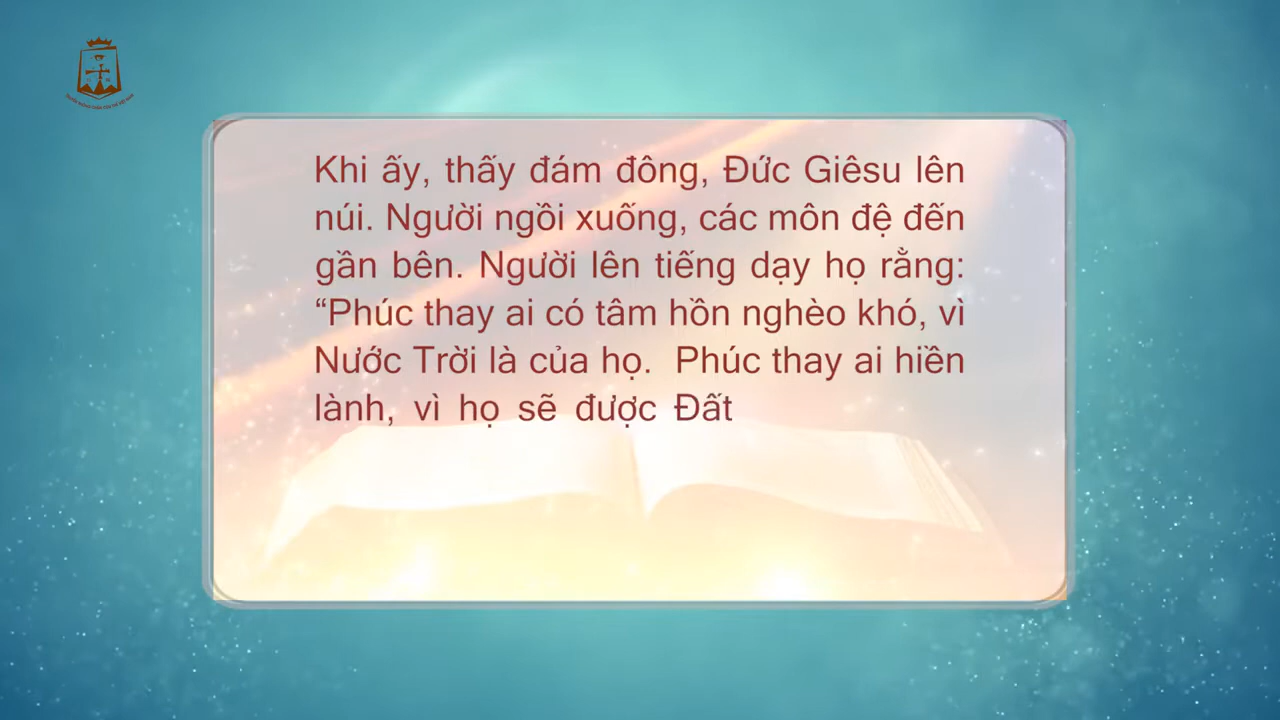 Khi ấy, thấy đám đông, Đức Giêsu lên
núi. Người ngồi xuống, các môn đệ đến
gần bên. Người lên tiếng dạy họ rằng:
“Phúc thay ai có tâm hồn nghèo khó, vì
Nước Trời là của họ.  Phúc thay ai hiền
lành, vì họ sẽ được Đất